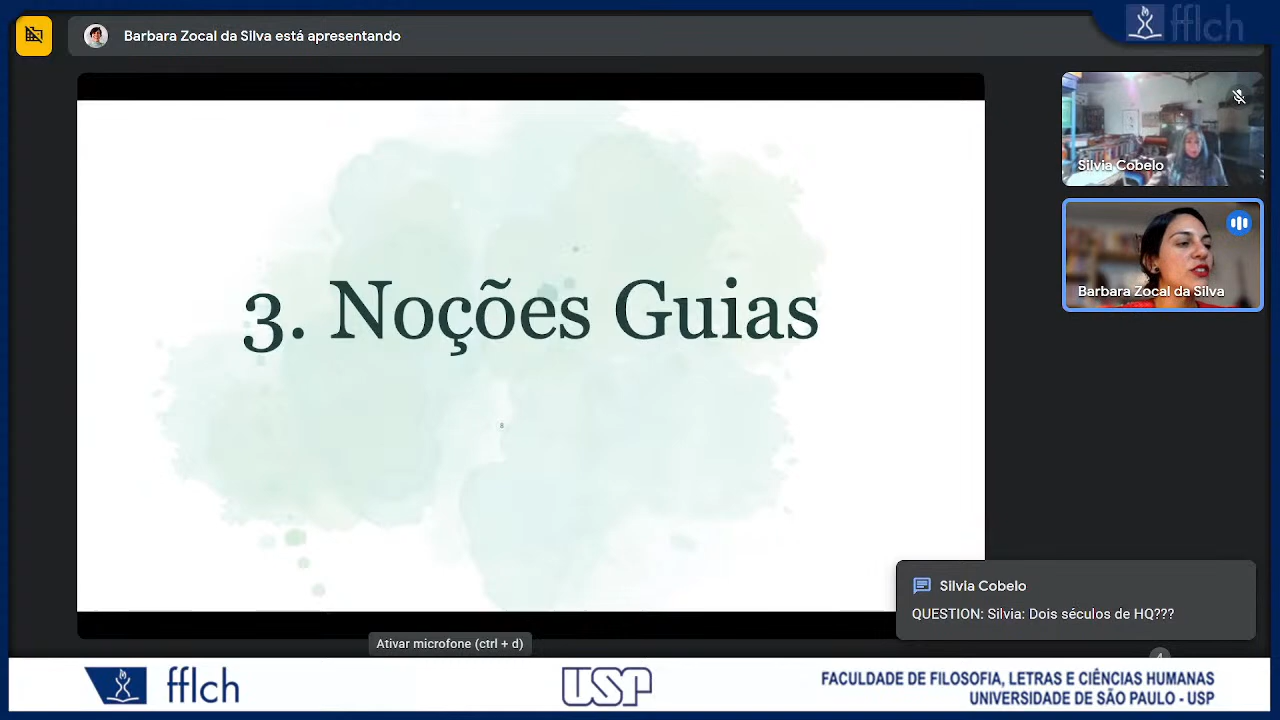 Barbara Zocal da Silva está apresentando
fflch
Silvia Cobelo
Barbara Zocal da Silva
3. Noções Guias
8
Silvia Cobelo
QUESTION: Silvia: Dois séculos de HQ???
Ativar microfone (ctrl + d)
fflch
USP
FACULDADE DE FILOSOFIA, LETRAS E CIÊNCIAS HUMANAS
UNIVERSIDADE DE SÃO PAULO - USP